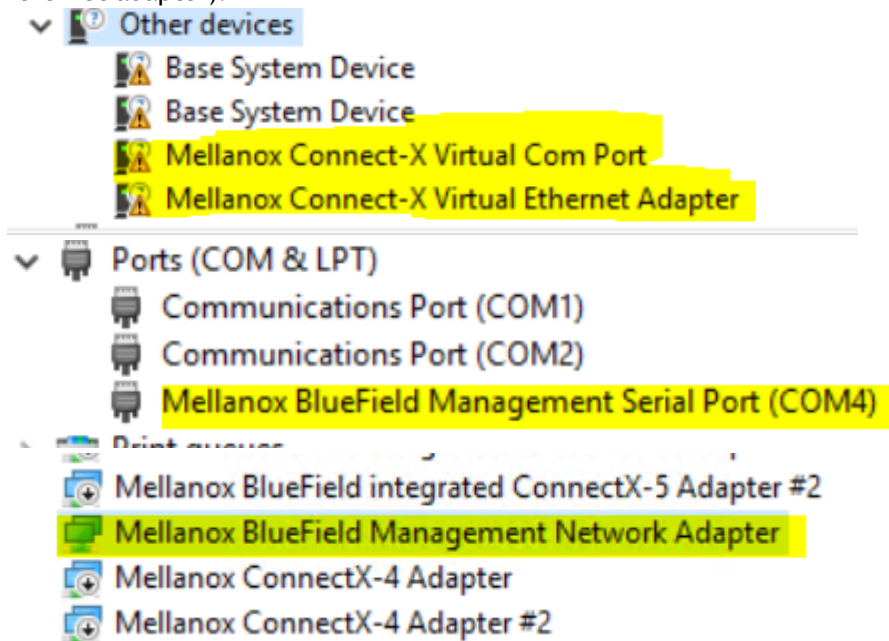 Other devices
Base System Device
Base System Device
Mellanox Connect-X Virtual Com Port
Mellanox Connect-X Virtual Ethernet Adapter
Ports (COM & LPT)
Communications Port (COM1)
Communications Port (COM2)
Mellanox BlueField Management Serial Port (COM4)
Print queues
Mellanox BlueField integrated ConnectX-5 Adapter #2
Mellanox BlueField Management Network Adapter
Mellanox ConnectX-4 Adapter
Mellanox ConnectX-4 Adapter #2